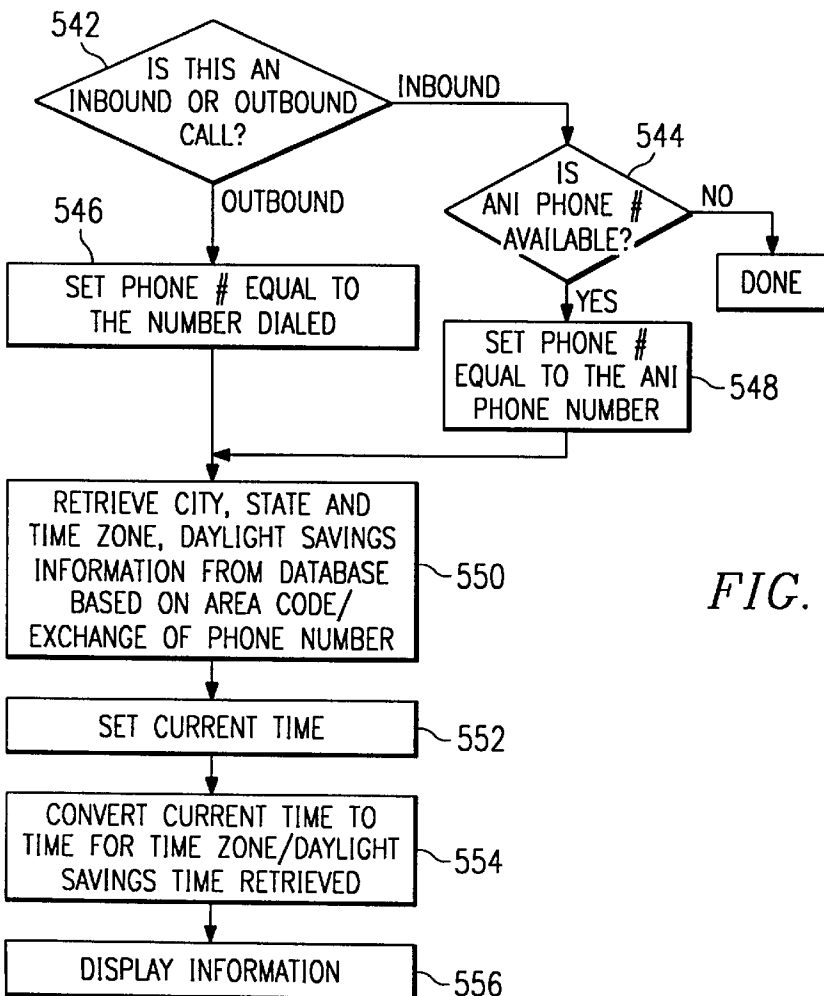 542
IS THIS AN
INBOUND OR OUTBOUND
CALL?
INBOUND
OUTBOUND
544
IS
ANI PHONE #
AVAILABLE?
NO
DONE
YES
546
SET PHONE # EQUAL TO
THE NUMBER DIALED
SET PHONE #
EQUAL TO THE ANI
PHONE NUMBER
548
RETRIEVE CITY, STATE AND
TIME ZONE, DAYLIGHT SAVINGS
INFORMATION FROM DATABASE
BASED ON AREA CODE/
EXCHANGE OF PHONE NUMBER
550
FIG.
SET CURRENT TIME
552
CONVERT CURRENT TIME TO
TIME FOR TIME ZONE/DAYLIGHT
SAVINGS TIME RETRIEVED
554
DISPLAY INFORMATION
556